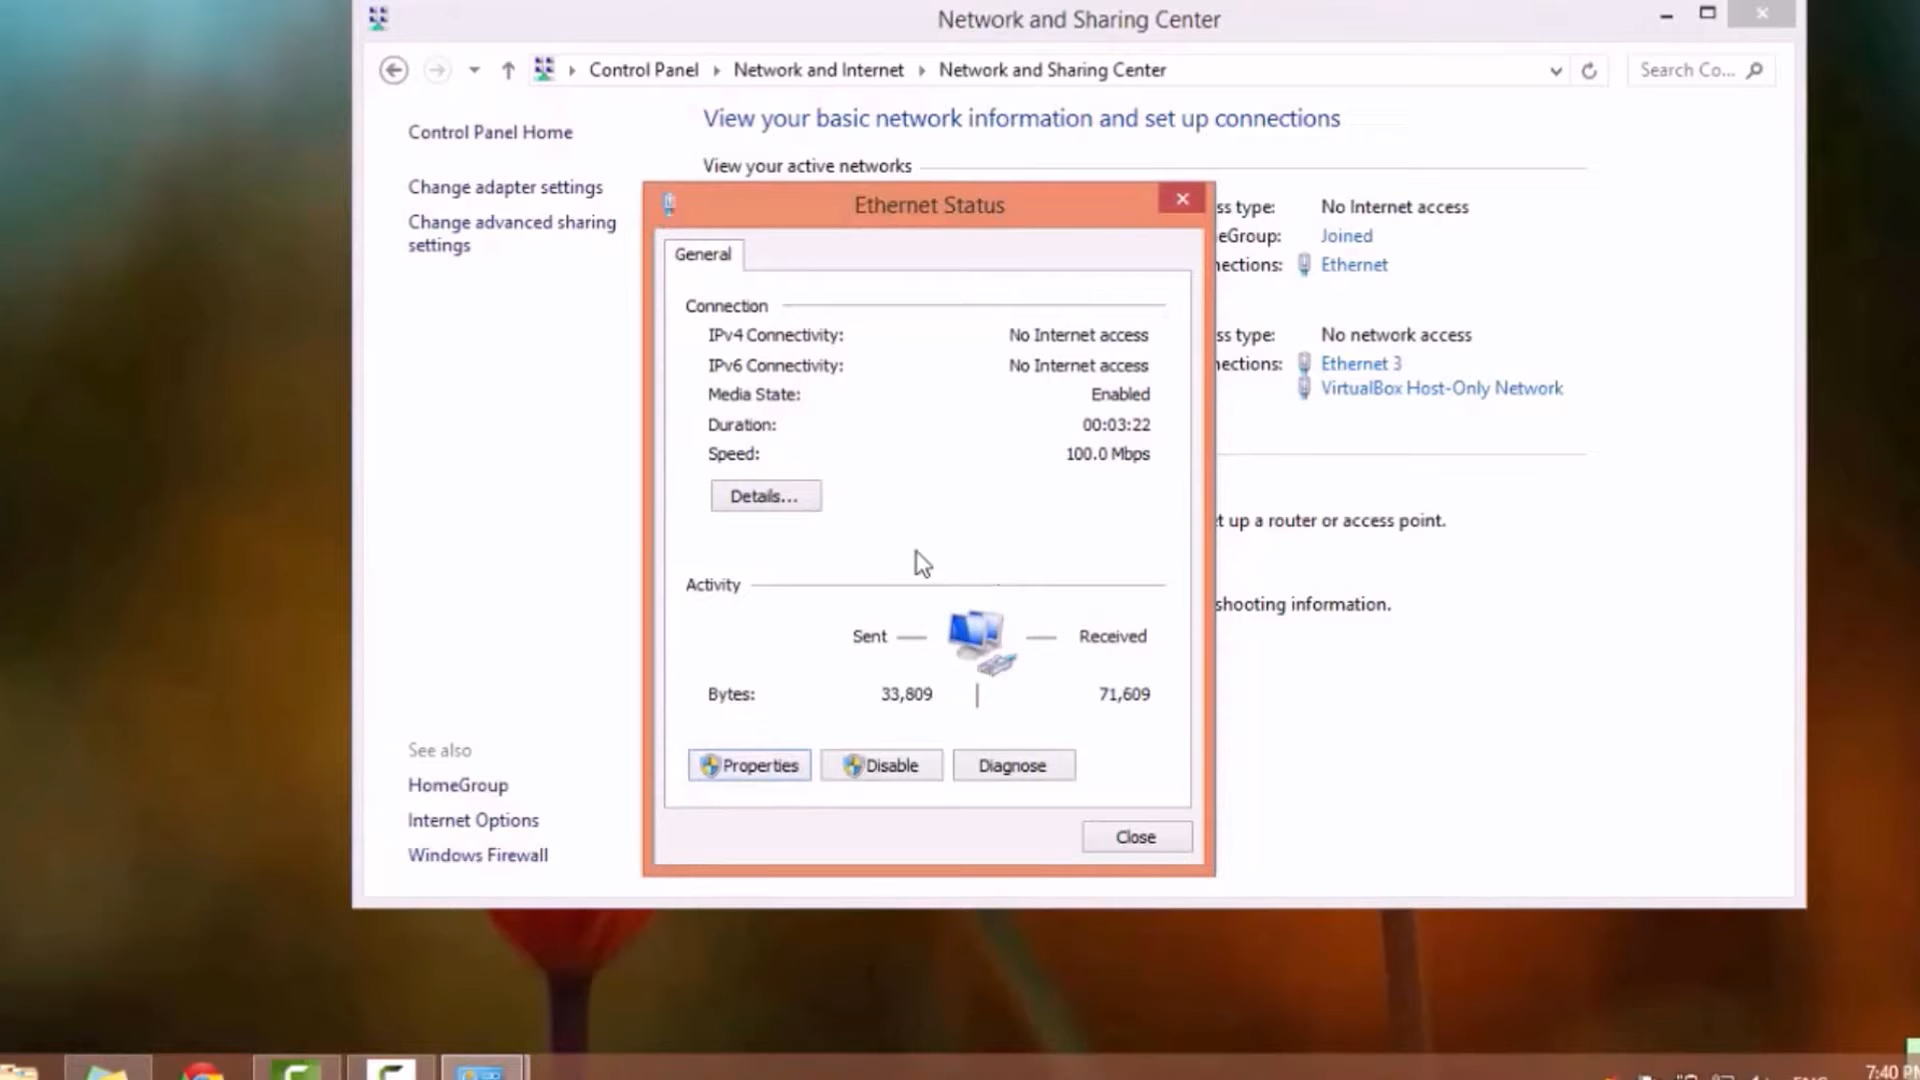 Network and Sharing Center
Control Panel
Network and Internet
Network and Sharing Center
Search Co...
Control Panel Home
Change adapter settings
Change advanced sharing
settings
See also
HomeGroup
Internet Options
Windows Firewall
View your basic network information and set up connections
View your active networks
ss type: No Internet access
eGroup: Joined
nections: Ethernet
ss type: No network access
nections: Ethernet 3
VirtualBox Host-Only Network
t up a router or access point.
shooting information.
Ethernet Status
General
Connection
IPv4 Connectivity: No Internet access
IPv6 Connectivity: No Internet access
Media State: Enabled
Duration: 00:03:22
Speed: 100.0 Mbps
Details...
Activity
Sent Received
Bytes: 33,809 71,609
Properties Disable Diagnose
Close
7:40 PM